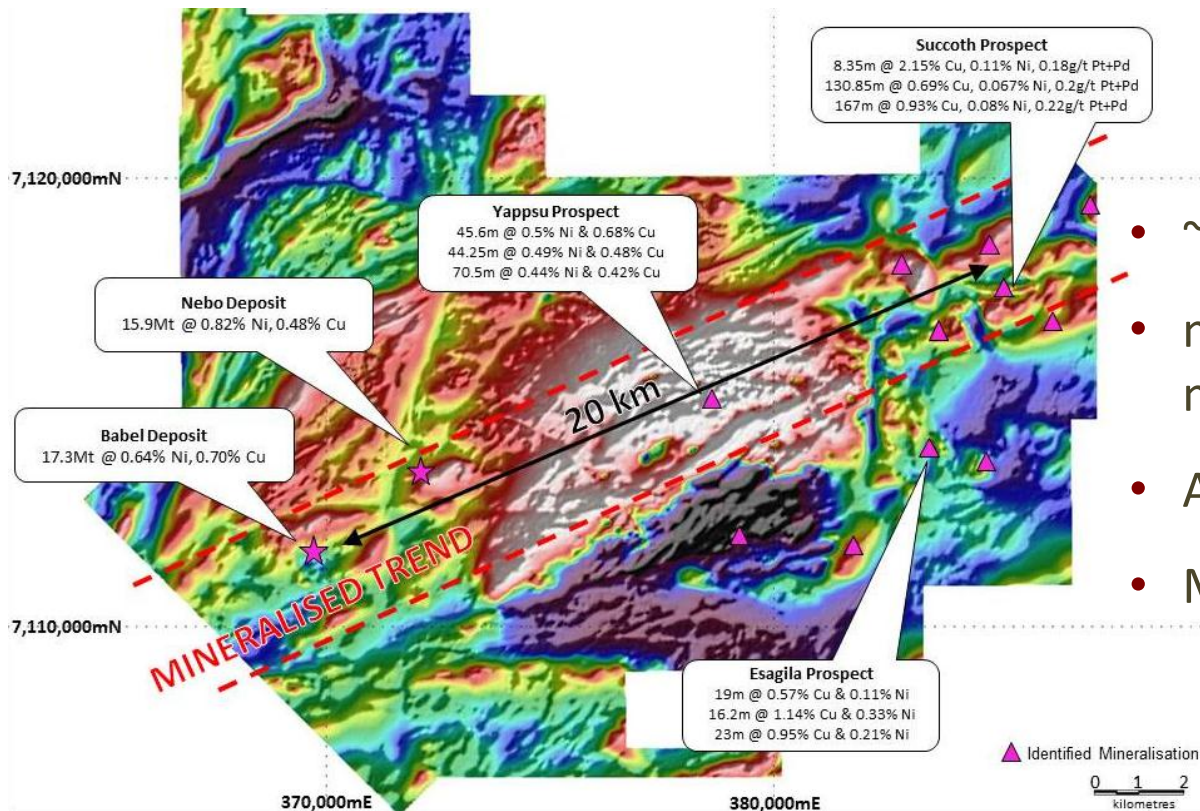 Succoth Prospect
8.35m @ 2.15% Cu, 0.11% Ni, 0.18g/t Pt+Pd
130.85m @ 0.69% Cu, 0.067% Ni, 0.2g/t Pt+Pd
167m @ 0.93% Cu, 0.08% Ni, 0.22g/t Pt+Pd
7,120,000mN
Yappsu Prospect
45.6m @ 0.5% Ni & 0.68% Cu
44.25m @ 0.49% Ni & 0.48% Cu
70.5m @ 0.44% Ni & 0.42% Cu
Nebo Deposit
15.9Mt @ 0.82% Ni, 0.48% Cu
Babel Deposit
17.3Mt @ 0.64% Ni, 0.70% Cu
20 km
MINERALISED TREND
7,110,000mN
Esagila Prospect
19m @ 0.57% Cu & 0.11% Ni
16.2m @ 1.14% Cu & 0.33% Ni
23m @ 0.95% Cu & 0.21% Ni
Identified Mineralisation
0 1 2
kilometres
370,000mE
380,000mE
• ~
•
•
• A
• M